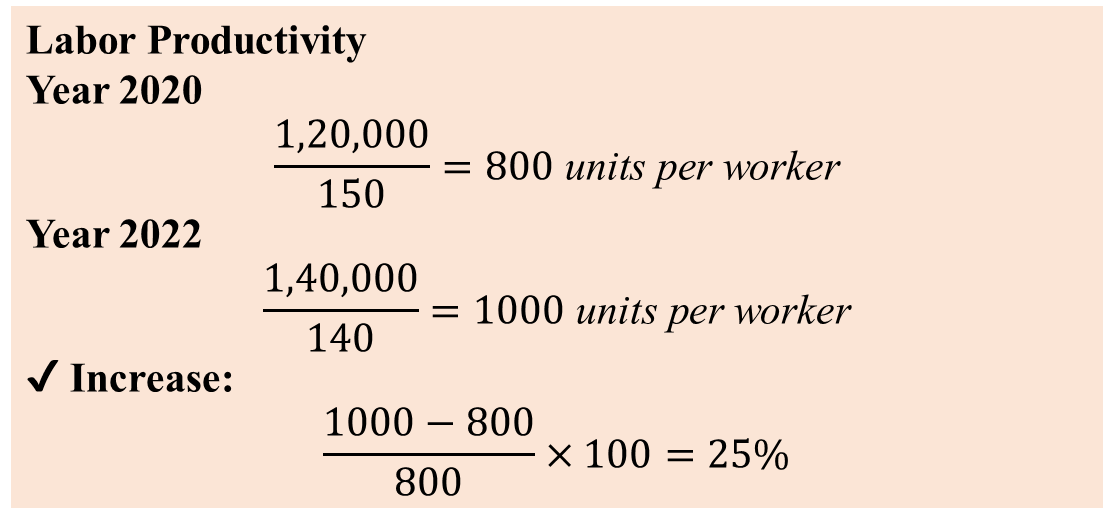 Labor Productivity
Year 2020
1,20,000
150
= 800 units per worker
Year 2022
1,40,000
140
= 1000 units per worker
✓ Increase:
1000 − 800
800
× 100 = 25%